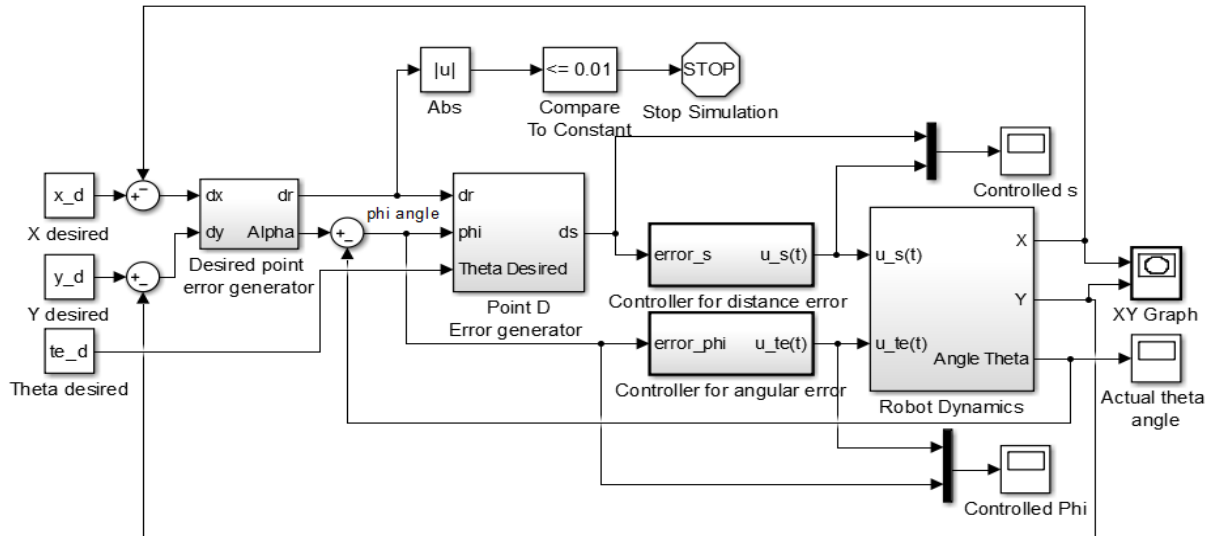 |u|
<= 0.01
STOP
Abs
Compare
To Constant
Stop Simulation
x_d
X desired
+
−
dx
dr
dy
Alpha
Desired point
error generator
y_d
Y desired
+
−
te_d
Theta desired
+
−
phi angle
dr
phi
ds
Theta Desired
Point D
Error generator
error_s
u_s(t)
Controller for distance error
error_phi
u_te(t)
Controller for angular error
Controlled s
u_s(t)
X
Y
u_te(t)
Angle Theta
Robot Dynamics
XY Graph
Actual theta
angle
Controlled Phi